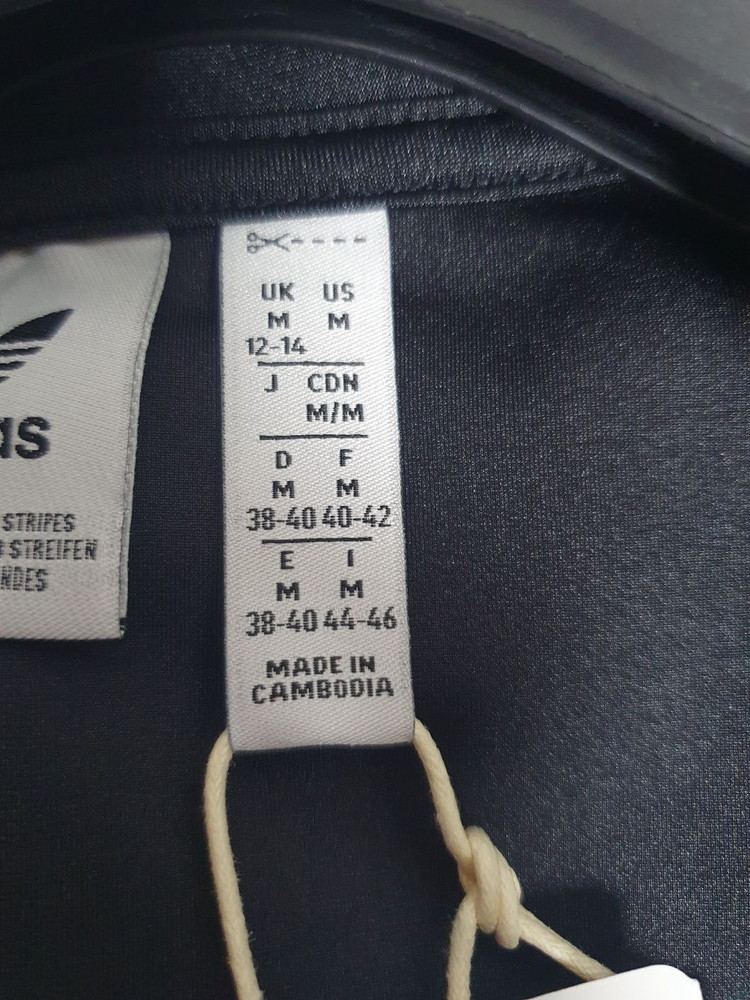 as
STRIPES
STREIFEN
NDES
UK US
M M
12-14
J CDN
M/M
D F
M M
38-40 40-42
E I
M M
38-40 44-46
MADE IN
CAMBODIA